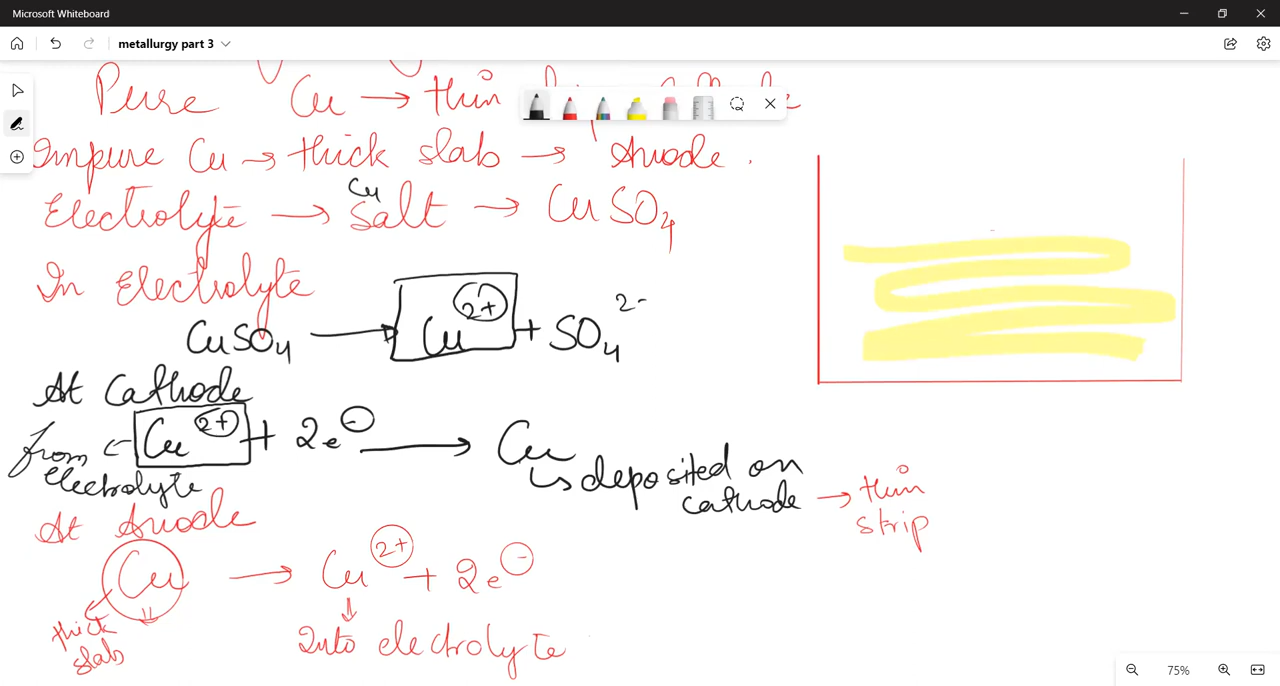 Microsoft Whiteboard
metallurgy part 3
Pure Cu → thin
Impure Cu → thick slab → Anode.
Cu
Electrolyte → Salt → CuSO4
In Electrolyte
CuSO4 → Cu2+ + SO4 2-
At Cathode
Cu2+ + 2e- → Cu
from electrolyte
is deposited on cathode → thin strip
At Anode
Cu → Cu2+ + 2e-
thick slab
Into electrolyte
75%